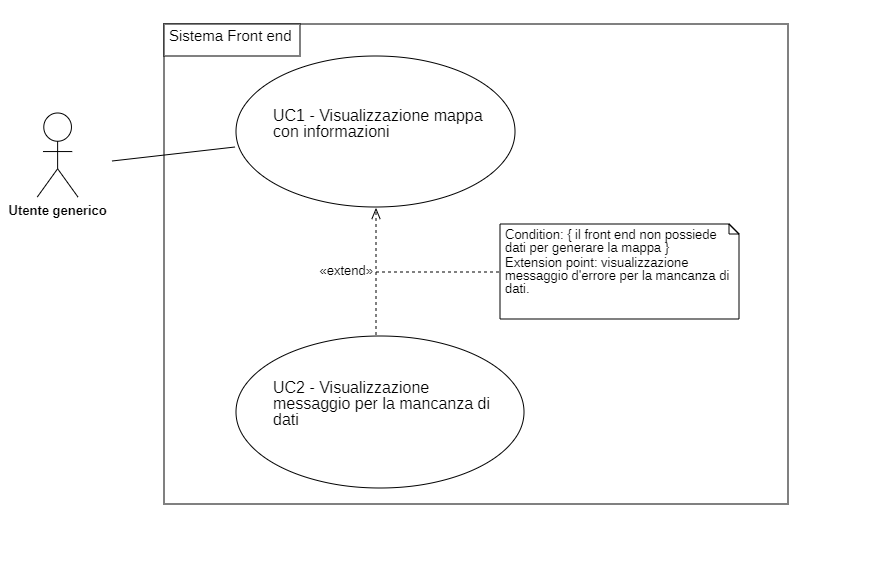 Sistema Front end
UC1 - Visualizzazione mappa
con informazioni
Utente generico
Condition: { il front end non possiede
dati per generare la mappa }
Extension point: visualizzazione
messaggio d'errore per la mancanza di
dati.
«extend»
UC2 - Visualizzazione
messaggio per la mancanza di
dati